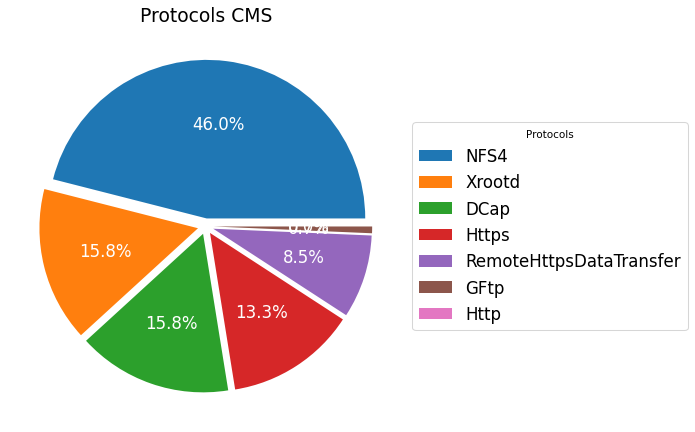 Protocols CMS
46.0%
15.8%
15.8%
13.3%
8.5%
Protocols
NFS4
Xrootd
DCap
Https
RemoteHttpsDataTransfer
GFtp
Http